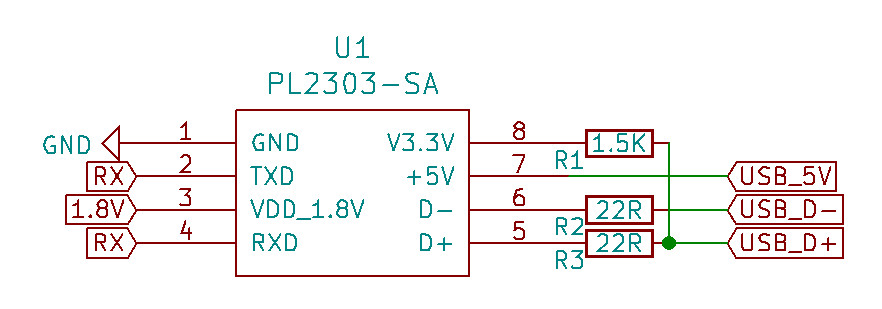 U1
PL2303-SA
GND 1 GND V3.3V 8 1.5K
RX 2 TXD +5V 7 R1 USB_5V
1.8V 3 VDD_1.8V D- 6 22R USB_D-
RX 4 RXD D+ 5 R2 22R USB_D+
R3